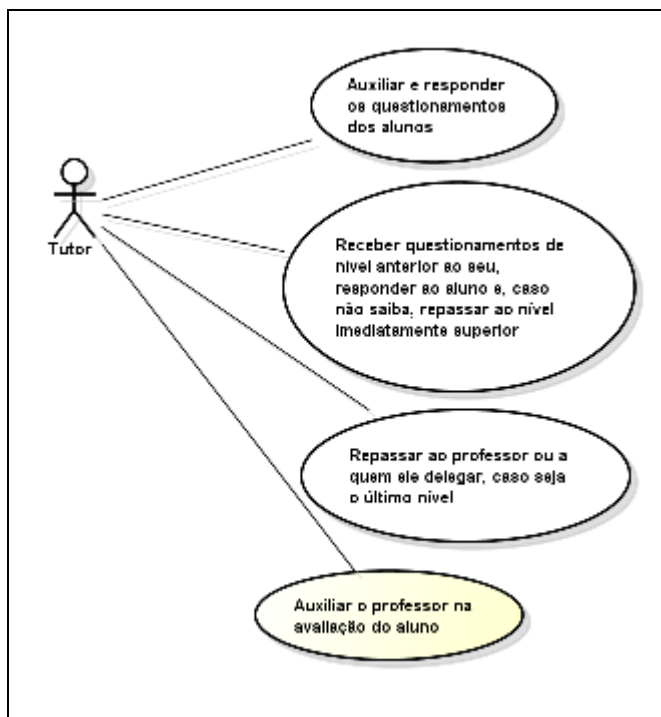 Auxiliar e responder
os questionamentos
dos alunos
Tutor
Receber questionamentos de
nível anterior ao seu,
responder ao aluno e, caso
não saiba, repassar ao nível
imediatamente superior
Repassar ao professor ou a
quem ele delegar, caso seja
o último nível
Auxiliar o professor na
avaliação do aluno